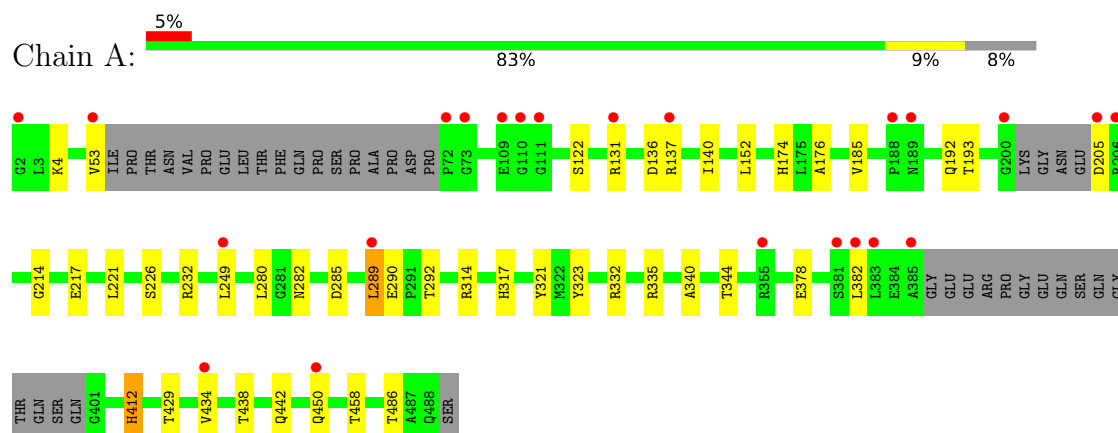 5%
Chain A:
83% 9% 8%
G2 L3 K4 V53 ILE PRO THR ASN VAL PRO GLU LEU THR PHE GLN PRO SER PRO ALA PRO ASP PRO P72 G73 E109 G110 G111 S122 R131 D136 R137 I140 L152 H174 L175 A176 V185 P188 N189 Q192 T193 G200 LYS GLY ASN GLU D205 R206
G214 E217 L221 S226 R232 L249 L280 G281 N282 D285 L289 E290 P291 T292 R314 H317 Y321 M322 Y323 R332 R335 A340 T344 R355 E378 S381 L382 L383 E384 A385 GLY GLU GLU ARG PRO GLY GLU GLN SER GLN GLY
THR GLN SER GLN G401 H412 T429 V434 T438 Q442 Q450 T458 T486 A487 Q488 SER